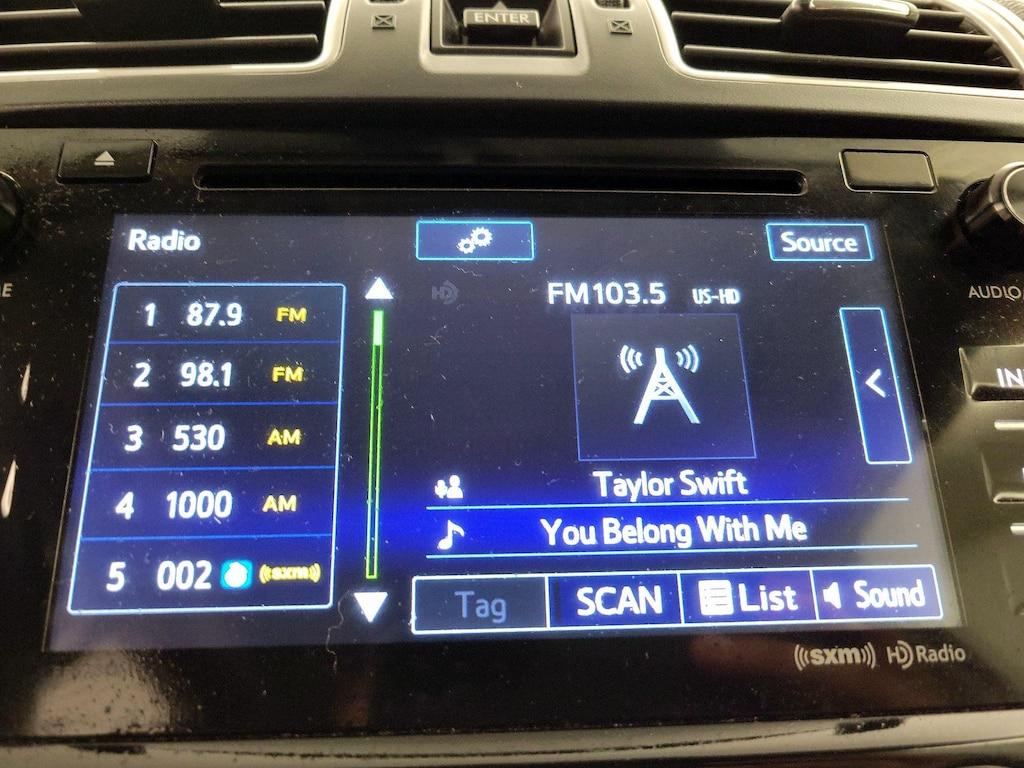 ENTER
Radio
Source
1 87.9 FM
2 98.1 FM
3 530 AM
4 1000 AM
5 002 ((sxm))
HD
FM103.5 US-HD
<
Taylor Swift
You Belong With Me
Tag SCAN List Sound
((sxm)) HD Radio
AUDIO